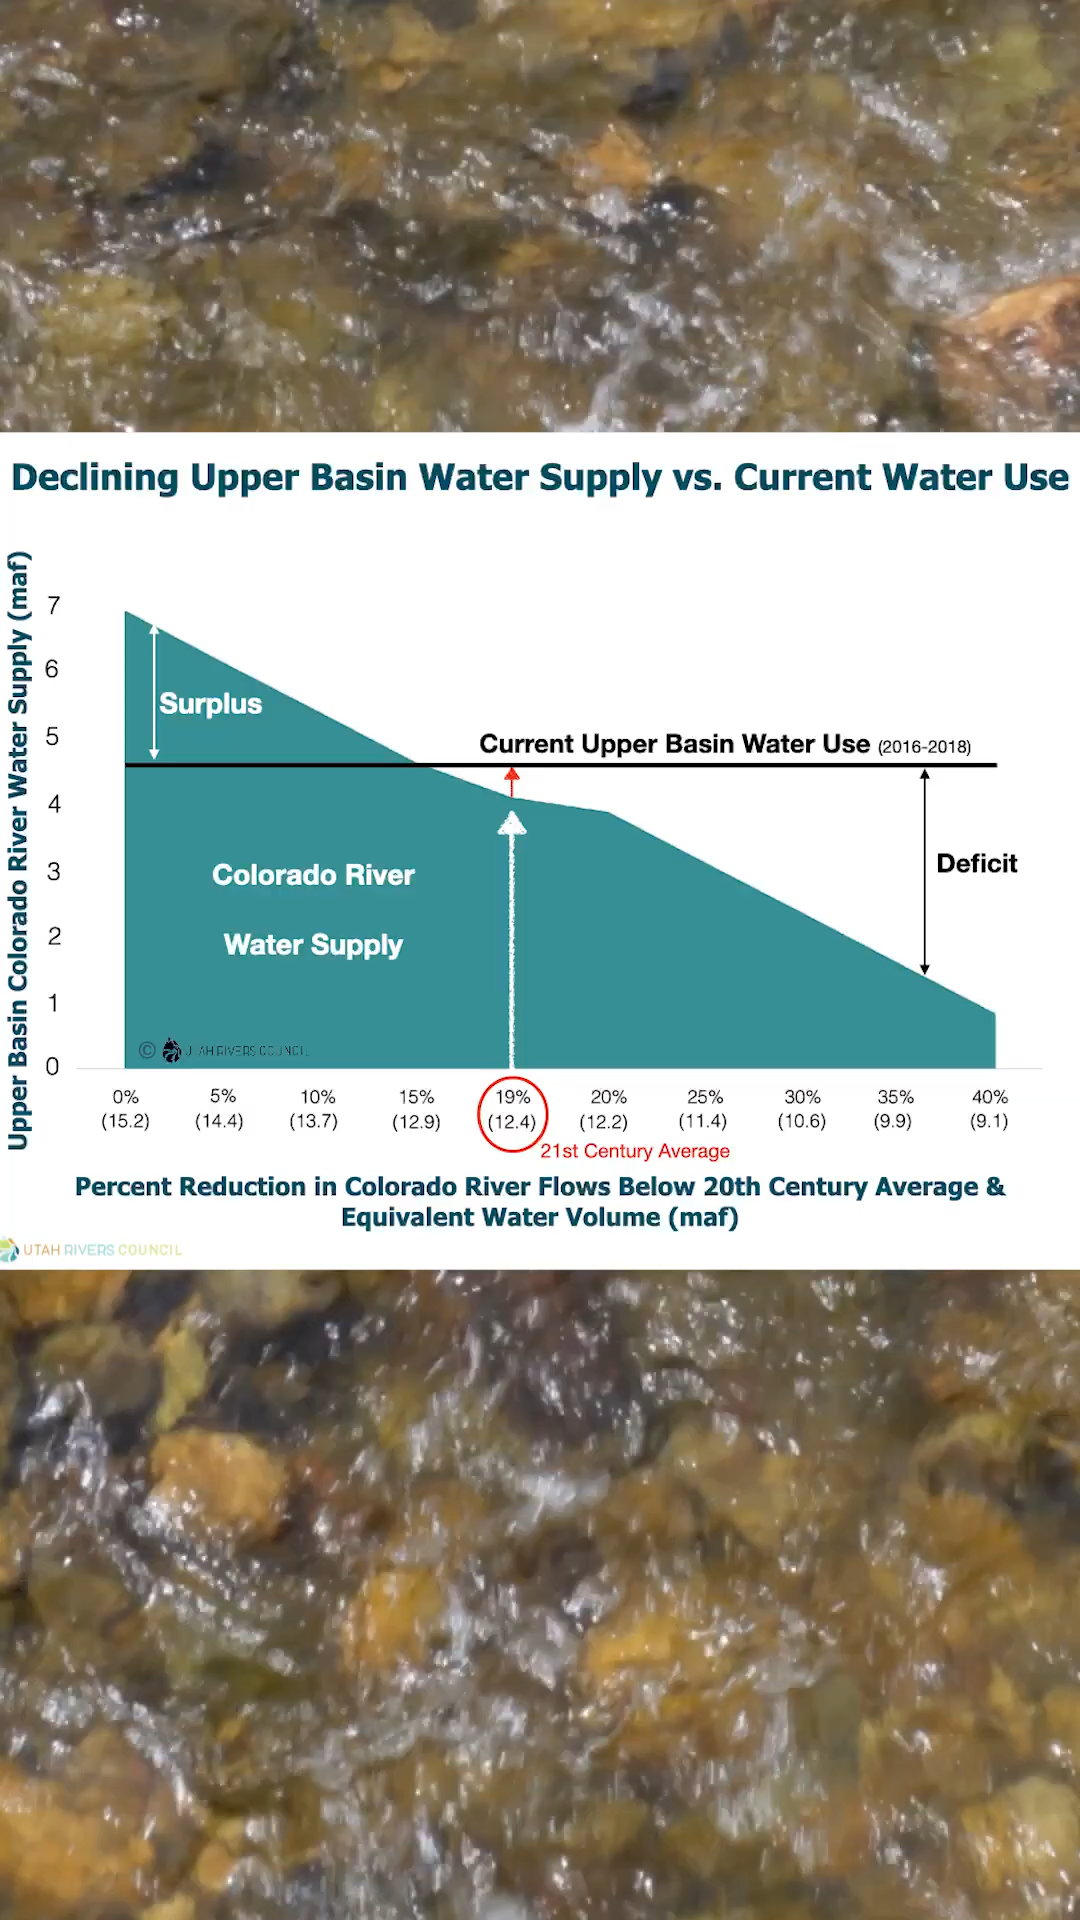 Declining Upper Basin Water Supply vs. Current Water Use
Upper Basin Colorado River Water Supply (maf)
7
6
5
4
3
2
1
0
Surplus
Current Upper Basin Water Use (2016-2018)
Deficit
Colorado River
Water Supply
© UTAH RIVERS COUNCIL
0% 5% 10% 15% 19% 20% 25% 30% 35% 40%
(15.2) (14.4) (13.7) (12.9) (12.4) (12.2) (11.4) (10.6) (9.9) (9.1)
21st Century Average
Percent Reduction in Colorado River Flows Below 20th Century Average &
Equivalent Water Volume (maf)
UTAH RIVERS COUNCIL